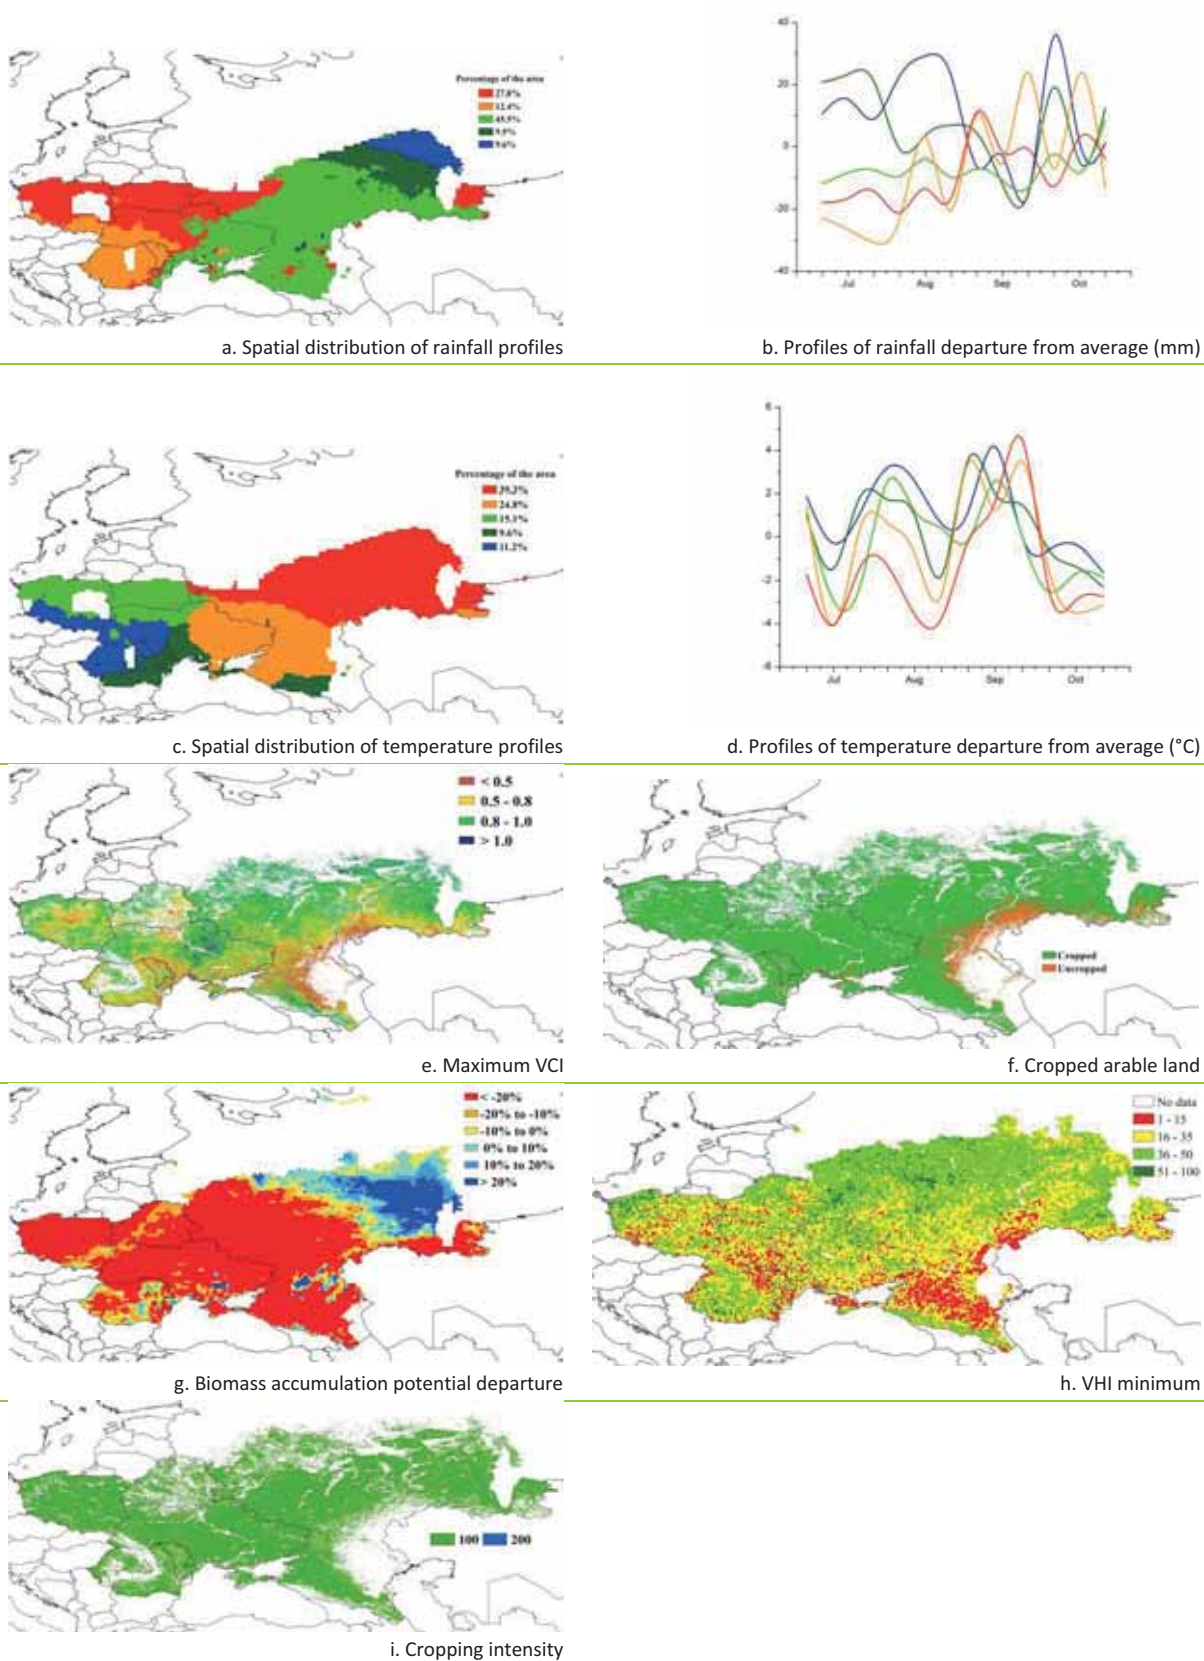 Percentage of the area
12.4%
9.6%
40
20
0
-20
-40
Jul
Aug
Sep
Oct
a. Spatial distribution of rainfall profiles
b. Profiles of rainfall departure from average (mm)
Percentage of the area
24.8%
15.1%
9.6%
11.2%
6
4
2
0
-2
-4
-6
Jul
Aug
Sep
Oct
c. Spatial distribution of temperature profiles
d. Profiles of temperature departure from average (°C)
< 0.5
0.5 - 0.8
0.8 - 1.0
> 1.0
Cropped
Uncropped
e. Maximum VCI
f. Cropped arable land
< -20%
-20% to -10%
-10% to 0%
0% to 10%
10% to 20%
> 20%
No data
1 - 15
16 - 35
36 - 50
51 - 100
g. Biomass accumulation potential departure
h. VHI minimum
100
200
i. Cropping intensity